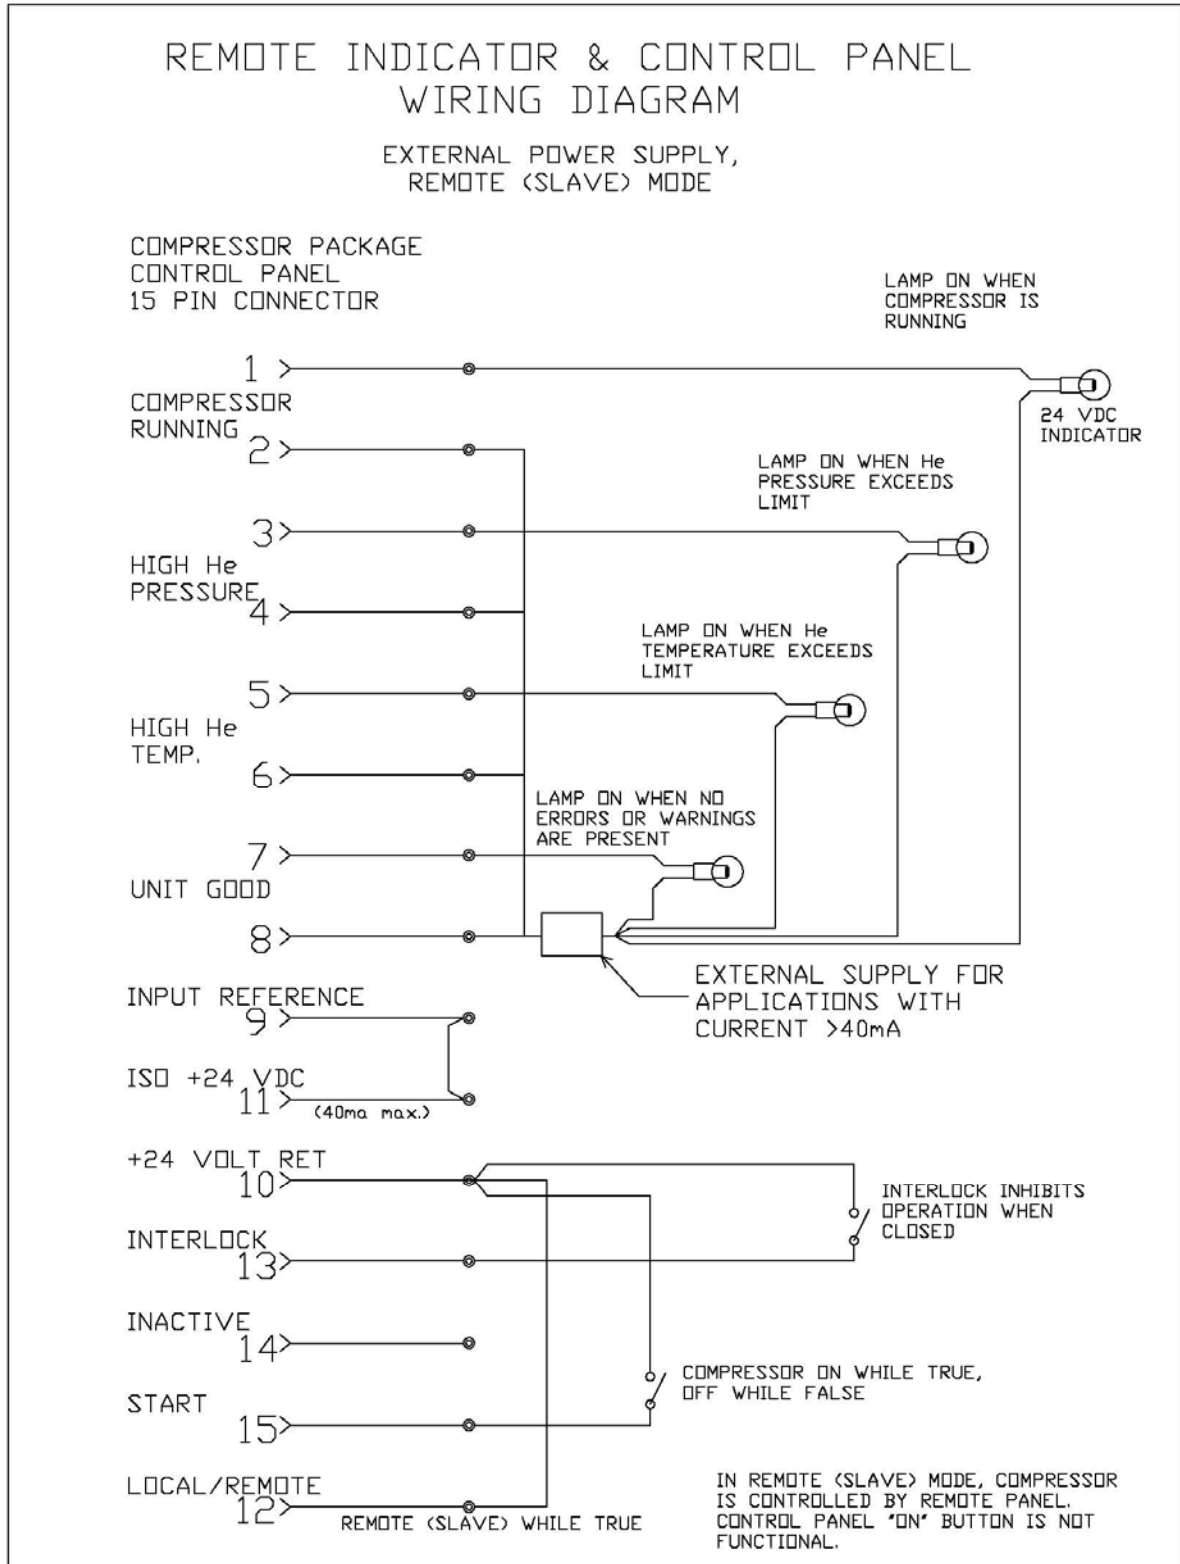 REMOTE INDICATOR & CONTROL PANEL
WIRING DIAGRAM
EXTERNAL POWER SUPPLY,
REMOTE (SLAVE) MODE
COMPRESSOR PACKAGE
CONTROL PANEL
15 PIN CONNECTOR
LAMP ON WHEN
COMPRESSOR IS
RUNNING
1
COMPRESSOR
RUNNING
2
24 VDC
INDICATOR
LAMP ON WHEN He
PRESSURE EXCEEDS
LIMIT
3
HIGH He
PRESSURE
4
LAMP ON WHEN He
TEMPERATURE EXCEEDS
LIMIT
5
HIGH He
TEMP.
6
LAMP ON WHEN NO
ERRORS OR WARNINGS
ARE PRESENT
7
UNIT GOOD
8
EXTERNAL SUPPLY FOR
APPLICATIONS WITH
CURRENT >40mA
INPUT REFERENCE
9
ISO +24 VDC
11
(40ma max.)
+24 VOLT RET
10
INTERLOCK INHIBITS
OPERATION WHEN
CLOSED
INTERLOCK
13
INACTIVE
14
COMPRESSOR ON WHILE TRUE,
OFF WHILE FALSE
START
15
LOCAL/REMOTE
12
REMOTE (SLAVE) WHILE TRUE
IN REMOTE (SLAVE) MODE, COMPRESSOR
IS CONTROLLED BY REMOTE PANEL.
CONTROL PANEL "ON" BUTTON IS NOT
FUNCTIONAL.